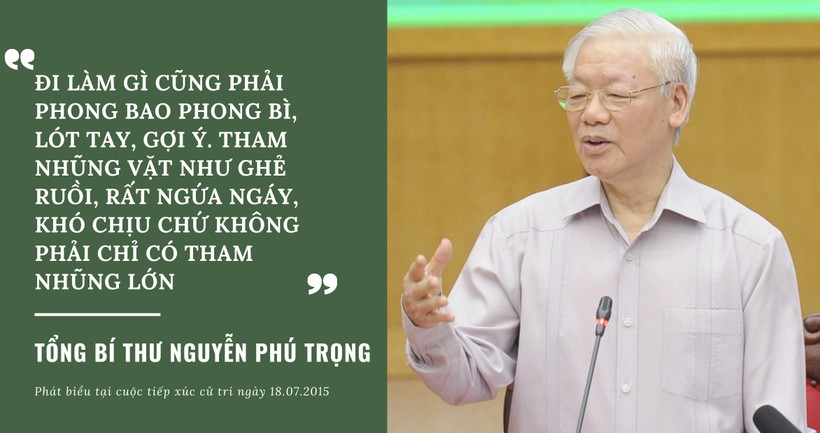 “
ĐI LÀM GÌ CŨNG PHẢI
PHONG BAO PHONG BÌ,
LÓT TAY, GỢI Ý. THAM
NHŨNG VẶT NHƯ GHẺ
RUỒI, RẤT NGỨA NGÁY,
KHÓ CHỊU CHỨ KHÔNG
PHẢI CHỈ CÓ THAM
NHŨNG LỚN
”
TỔNG BÍ THƯ NGUYỄN PHÚ TRỌNG
Phát biểu tại cuộc tiếp xúc cử tri ngày 18.07.2015